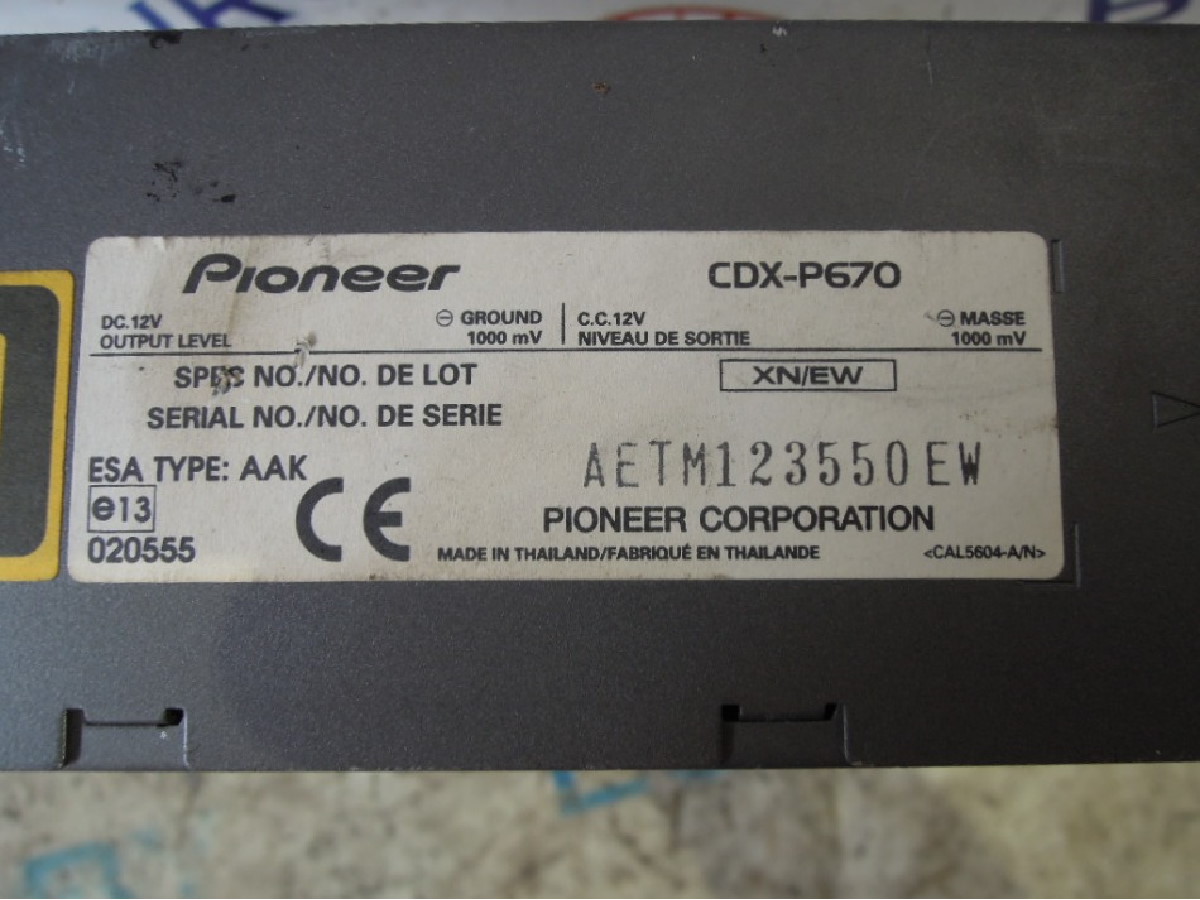 Pioneer CDX-P670
DC.12V ⊖ GROUND C.C.12V ⊖ MASSE
OUTPUT LEVEL 1000 mV NIVEAU DE SORTIE 1000 mV
SPEC NO./NO. DE LOT XN/EW
SERIAL NO./NO. DE SERIE
AETM123550EW
ESA TYPE: AAK
e13
020555
CE
PIONEER CORPORATION
MADE IN THAILAND/FABRIQUÉ EN THAILANDE <CAL5604-A/N>